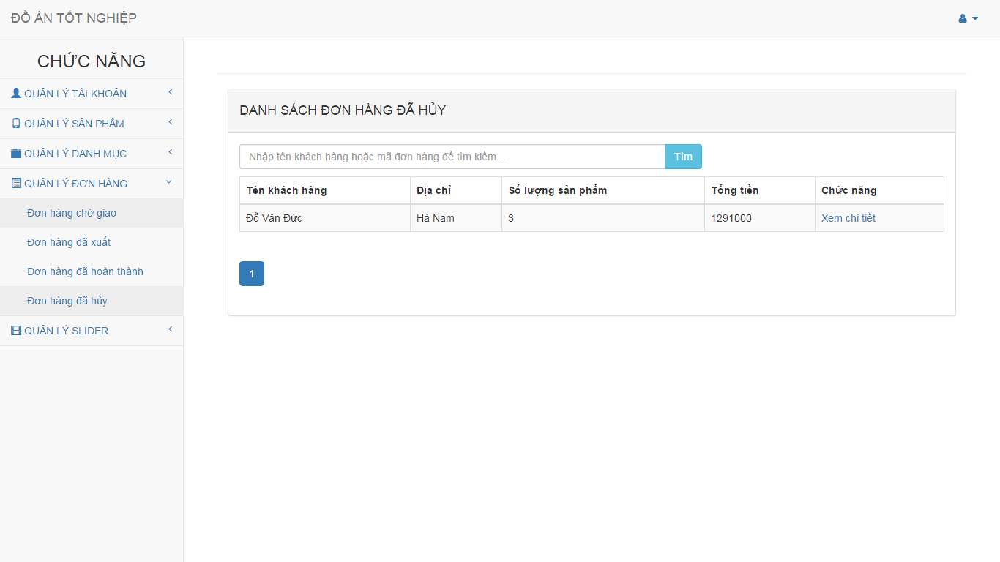 ĐỒ ÁN TỐT NGHIỆP
CHỨC NĂNG
QUẢN LÝ TÀI KHOẢN
QUẢN LÝ SẢN PHẨM
QUẢN LÝ DANH MỤC
QUẢN LÝ ĐƠN HÀNG
Đơn hàng chờ giao
Đơn hàng đã xuất
Đơn hàng đã hoàn thành
Đơn hàng đã hủy
QUẢN LÝ SLIDER
DANH SÁCH ĐƠN HÀNG ĐÃ HỦY
Nhập tên khách hàng hoặc mã đơn hàng để tìm kiếm... Tìm
Tên khách hàng Địa chỉ Số lượng sản phẩm Tổng tiền Chức năng
Đỗ Văn Đức Hà Nam 3 1291000 Xem chi tiết
1